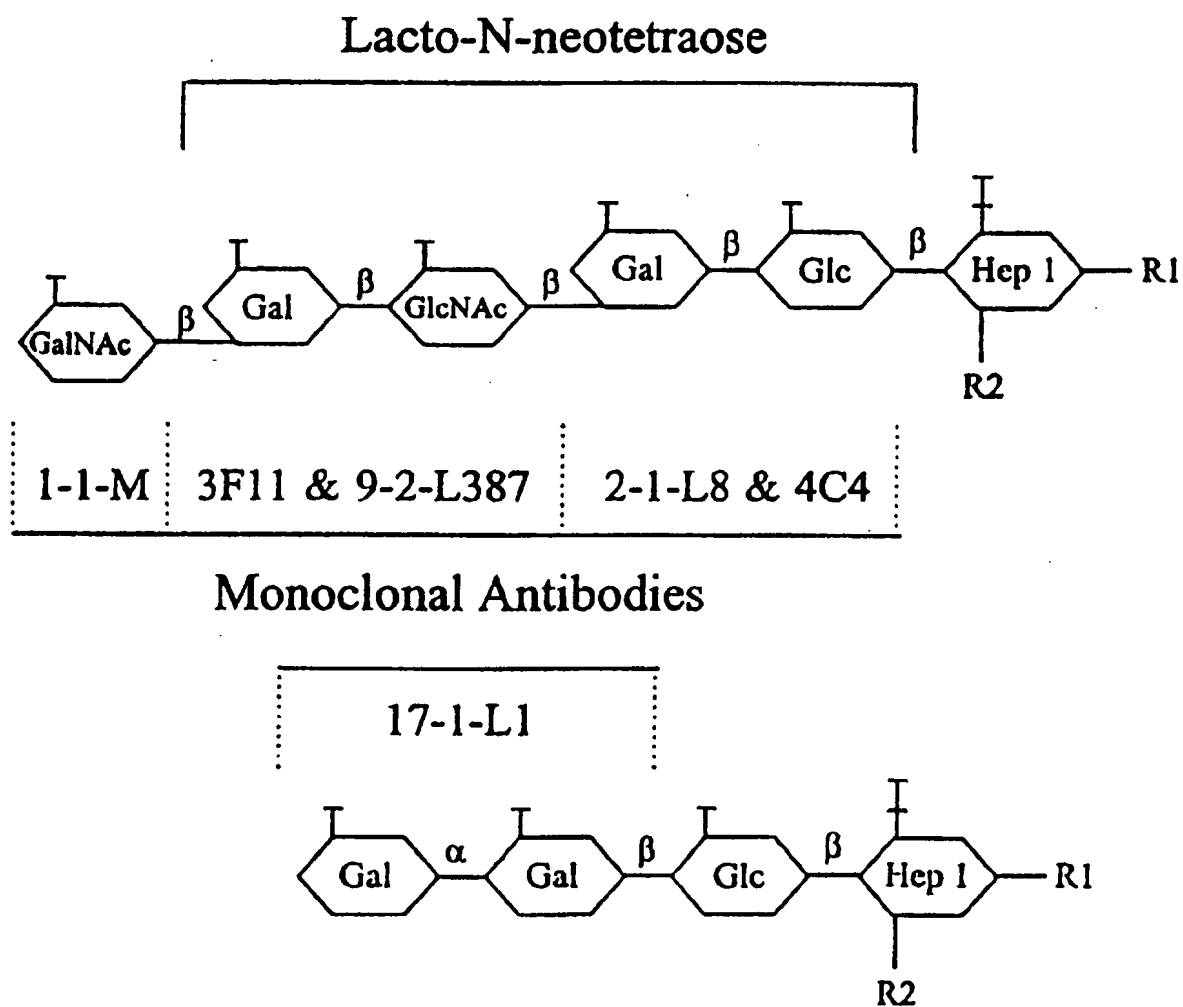 Lacto-N-neotetraose
GalNAc β Gal β GlcNAc β Gal β Glc β Hep 1 R1
R2
1-1-M 3F11 & 9-2-L387 2-1-L8 & 4C4
Monoclonal Antibodies
17-1-L1
Gal α Gal β Glc β Hep 1 R1
R2